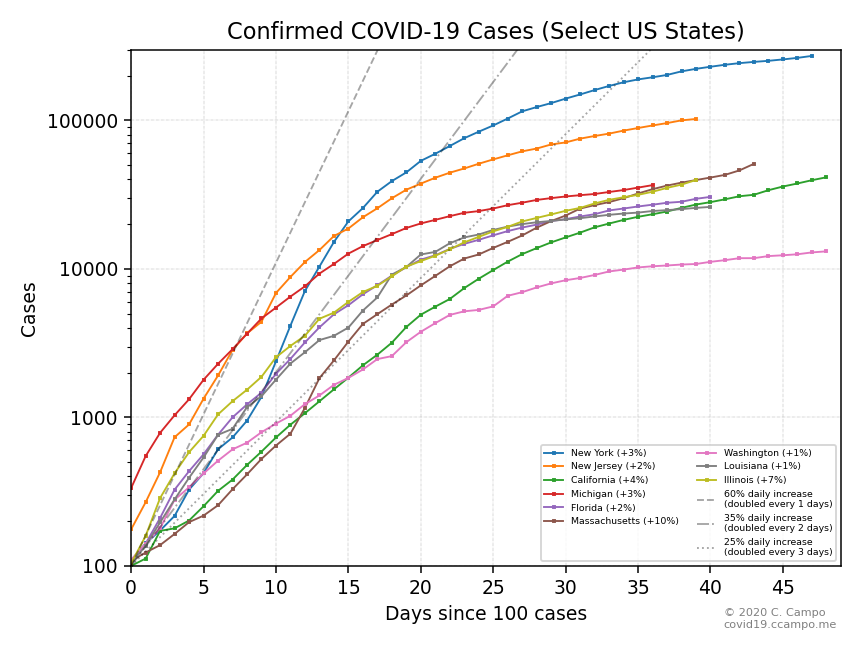 Confirmed COVID-19 Cases (Select US States)
Cases
100000
10000
1000
100
0 5 10 15 20 25 30 35 40 45
Days since 100 cases
New York (+3%)
New Jersey (+2%)
California (+4%)
Michigan (+3%)
Florida (+2%)
Massachusetts (+10%)
Washington (+1%)
Louisiana (+1%)
Illinois (+7%)
60% daily increase
(doubled every 1 days)
35% daily increase
(doubled every 2 days)
25% daily increase
(doubled every 3 days)
© 2020 C. Campo
covid19.ccampo.me